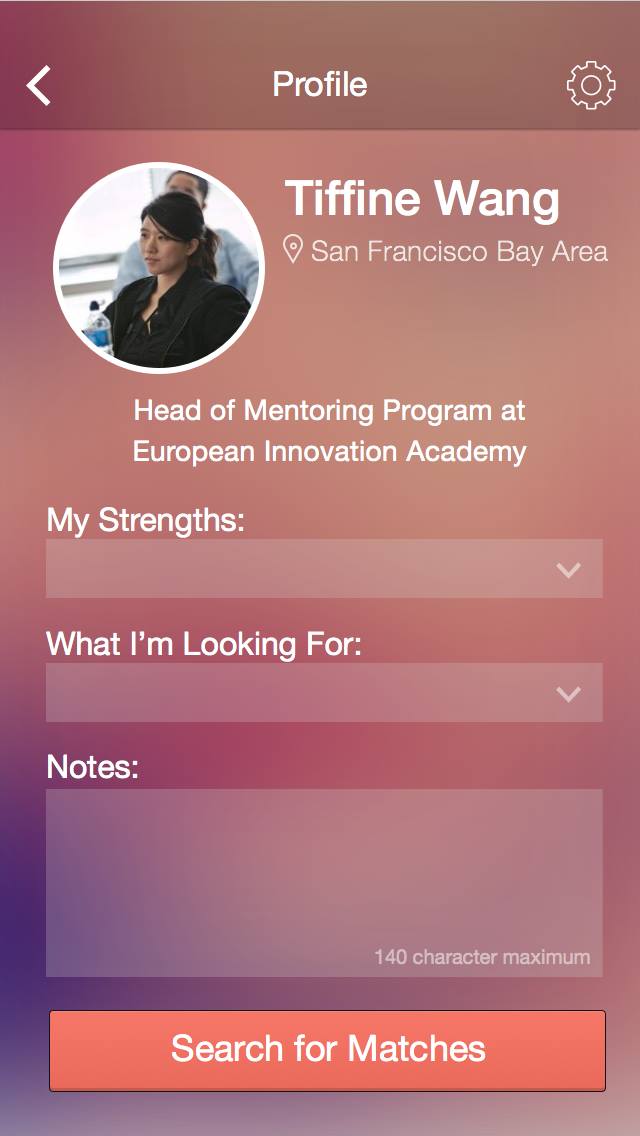 Profile
Tiffine Wang
San Francisco Bay Area
Head of Mentoring Program at
European Innovation Academy
My Strengths:
What I’m Looking For:
Notes:
140 character maximum
Search for Matches